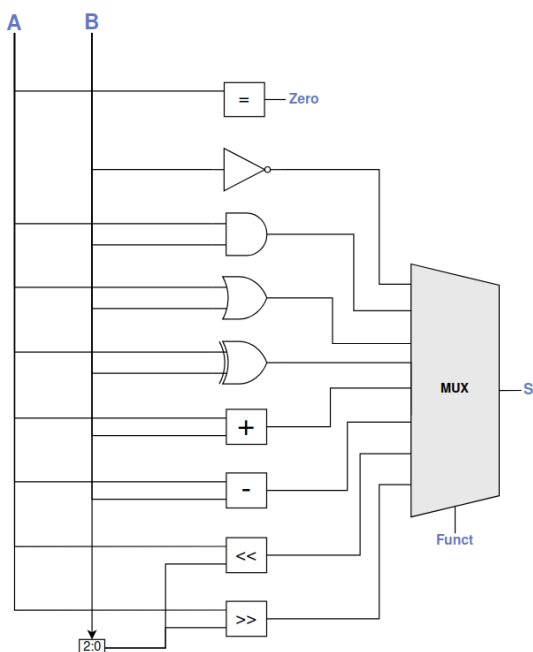 A B
= Zero
MUX
S
+
-
Funct
<<
>>
2:0